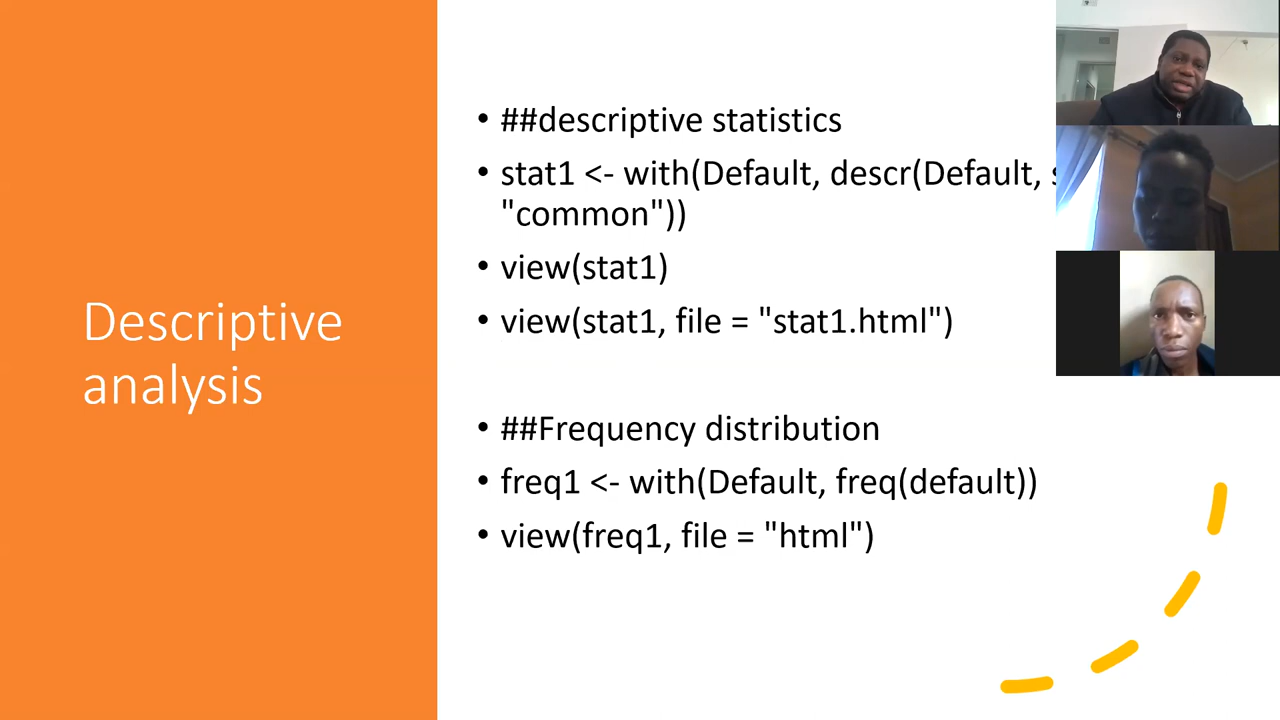 Descriptive
analysis
• ##descriptive statistics
• stat1 <- with(Default, descr(Default,
"common"))
• view(stat1)
• view(stat1, file = "stat1.html")
• ##Frequency distribution
• freq1 <- with(Default, freq(default))
• view(freq1, file = "html")